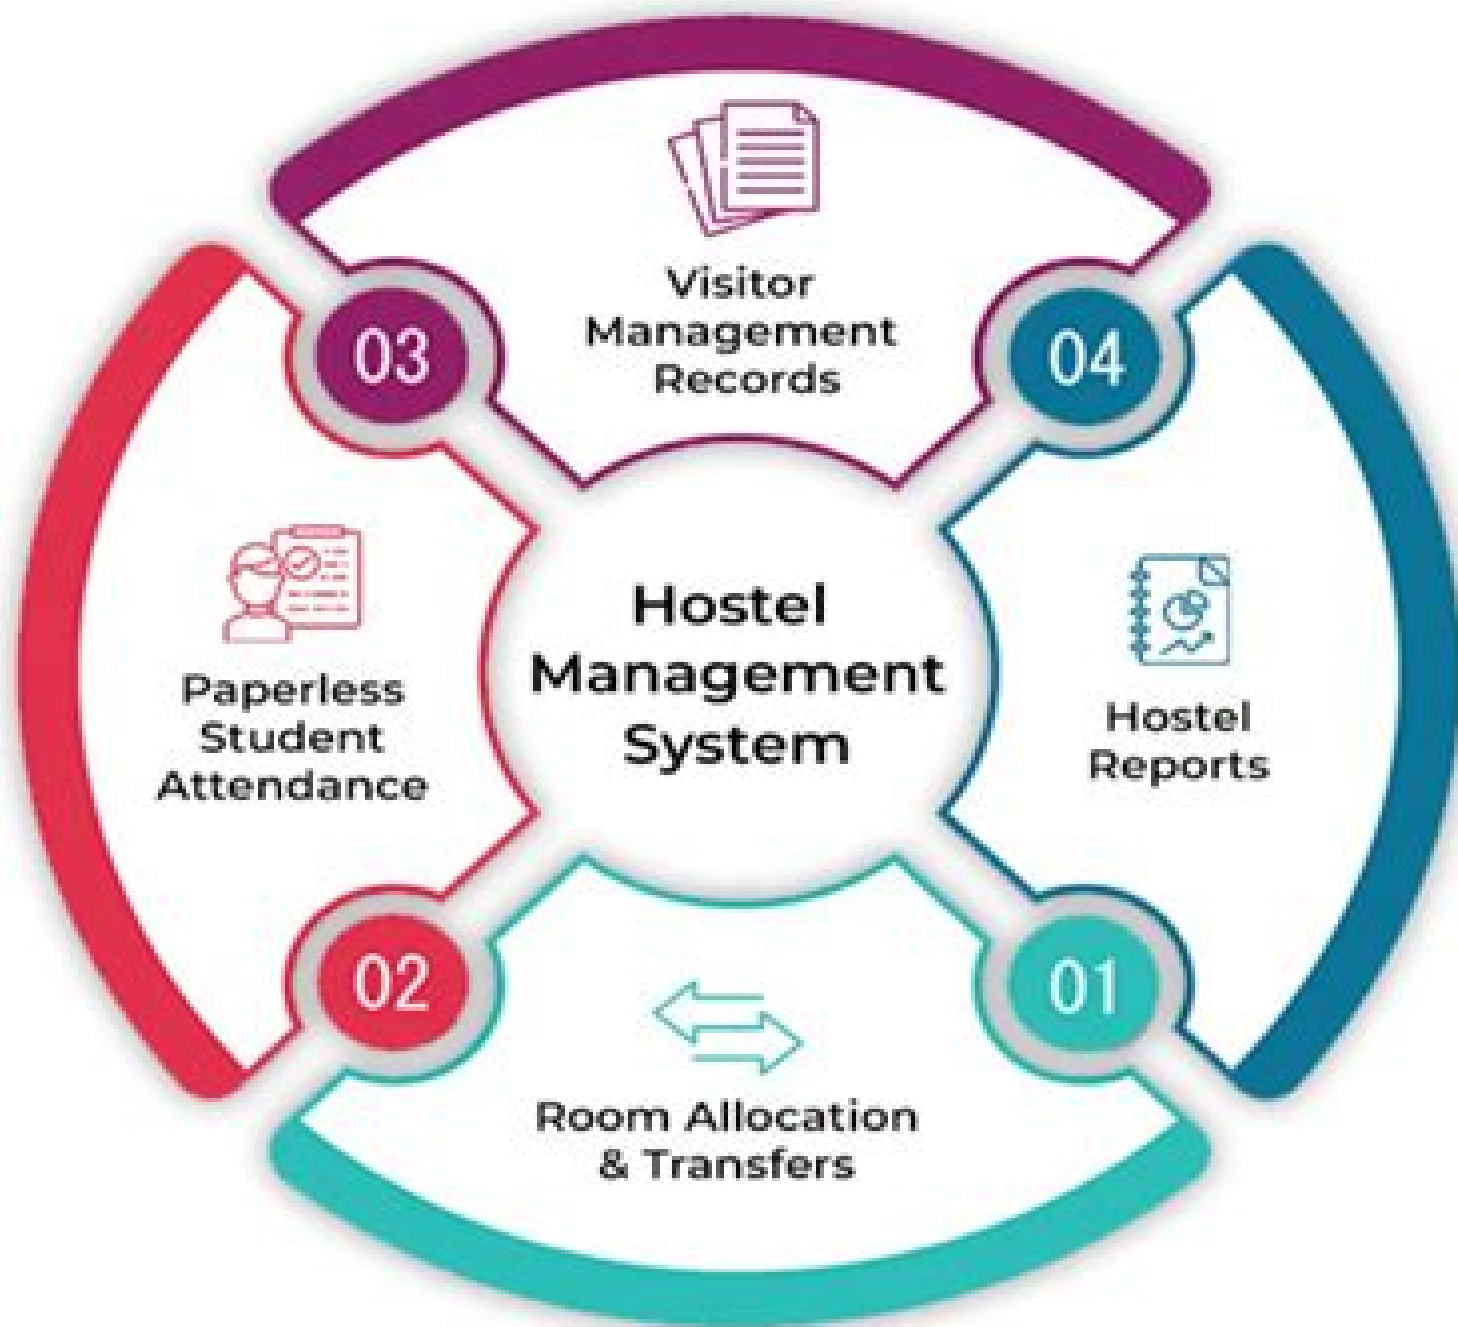 Visitor
Management
Records
03
04
Hostel
Management
System
Paperless
Student
Attendance
Hostel
Reports
02
01
Room Allocation
& Transfers